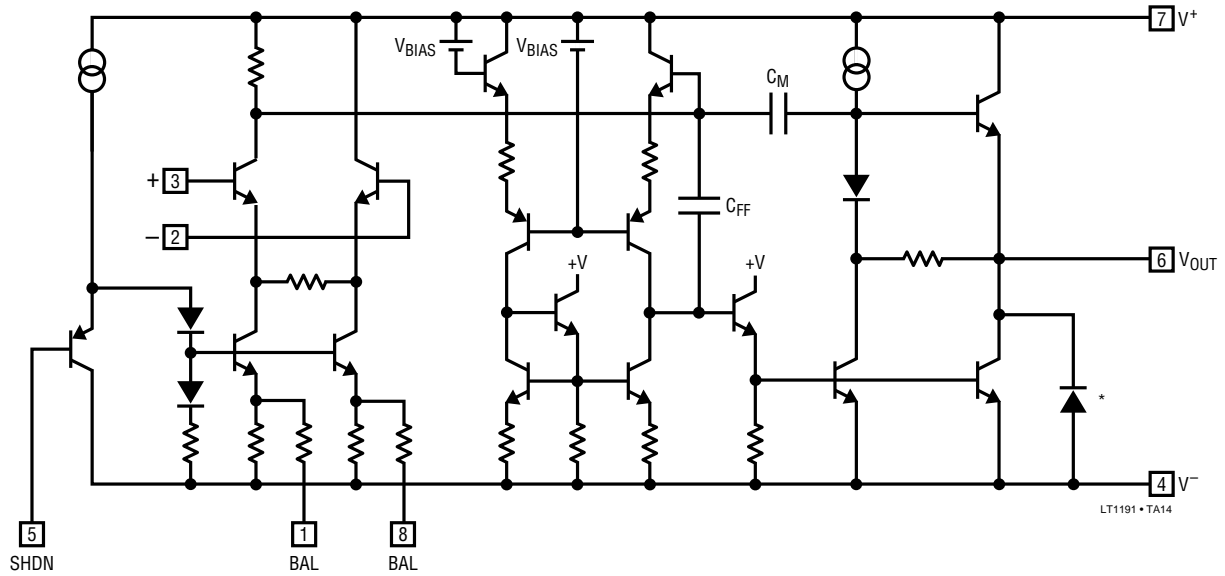 7 V+
VBIAS
VBIAS
CM
+ 3
CFF
– 2
+V
+V
6 VOUT
*
4 V–
LT1191 • TA14
5
SHDN
1
BAL
8
BAL